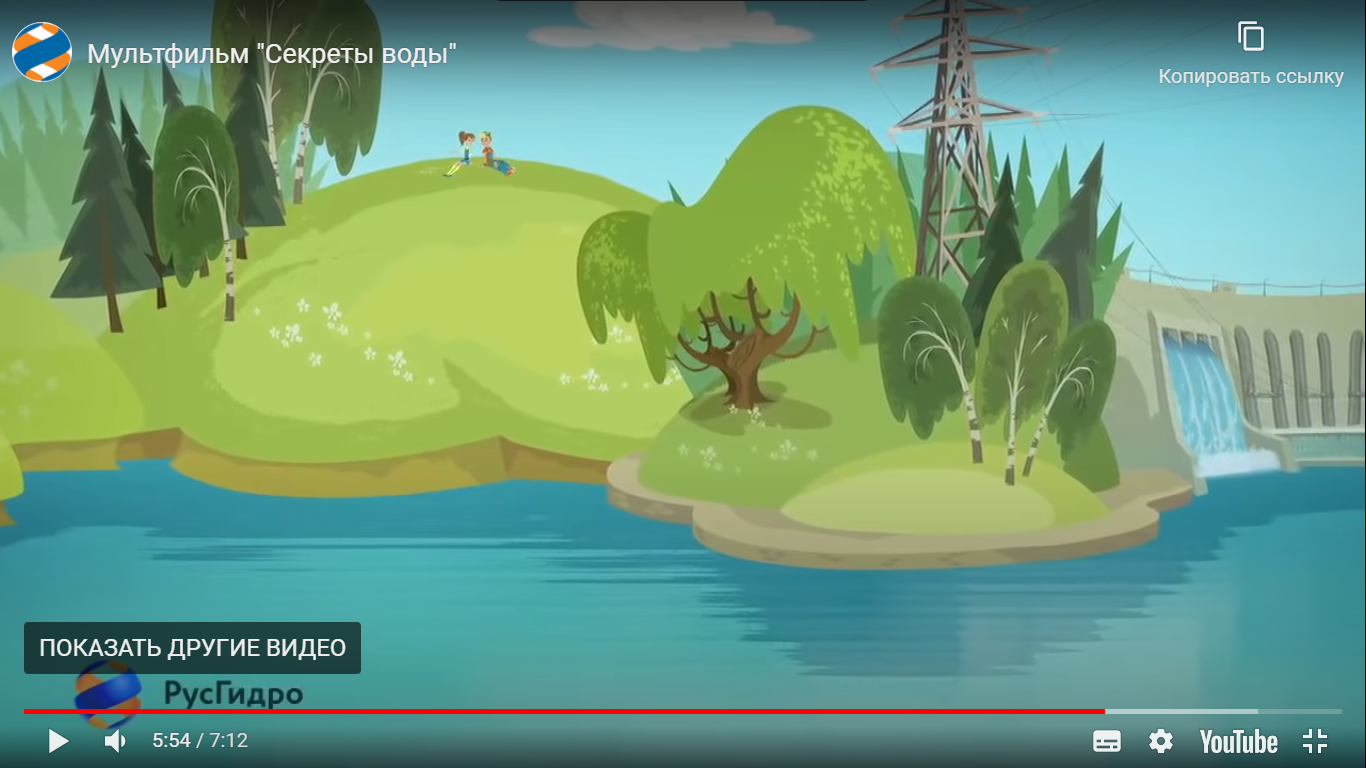 Мультфильм "Секреты воды"
Копировать ссылку
ПОКАЗАТЬ ДРУГИЕ ВИДЕО
РусГидро
5:54 / 7:12
YouTube